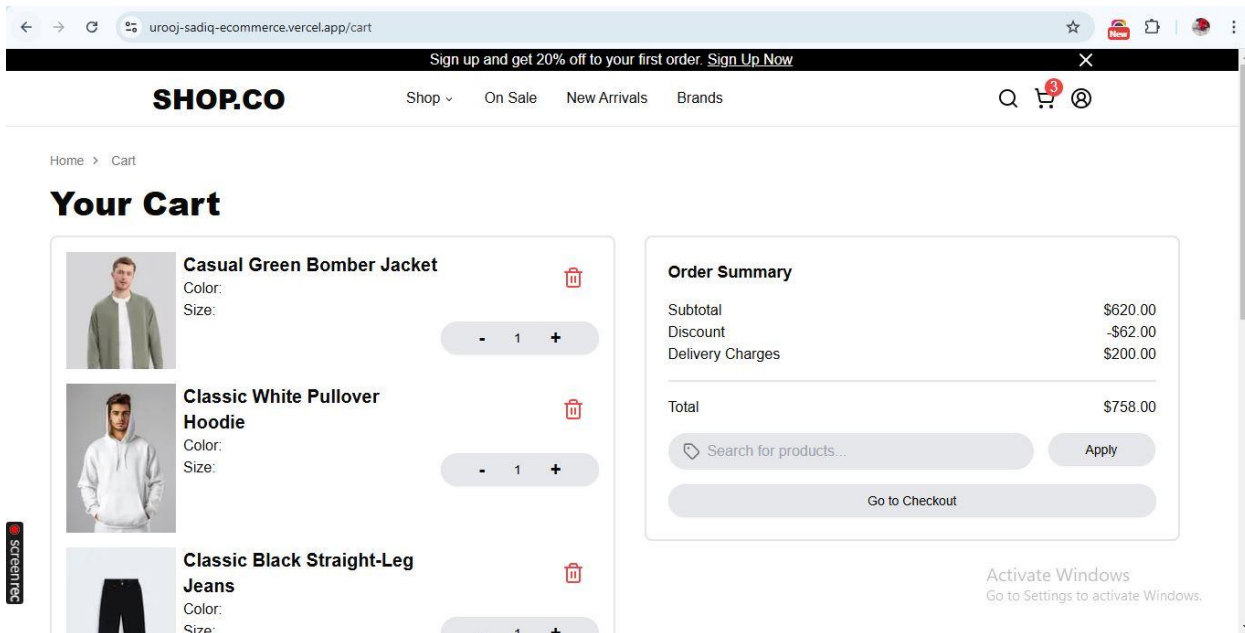 urooj-sadiq-ecommerce.vercel.app/cart
New
Sign up and get 20% off to your first order. Sign Up Now
SHOP.CO
Shop
On Sale
New Arrivals
Brands
3
Home > Cart
Your Cart
Casual Green Bomber Jacket
Color:
Size:
- 1 +
Classic White Pullover
Hoodie
Color:
Size:
- 1 +
Classic Black Straight-Leg
Jeans
Color:
Size:
- 1 +
Order Summary
Subtotal $620.00
Discount -$62.00
Delivery Charges $200.00
Total $758.00
Search for products...
Apply
Go to Checkout
screenrec
Activate Windows
Go to Settings to activate Windows.